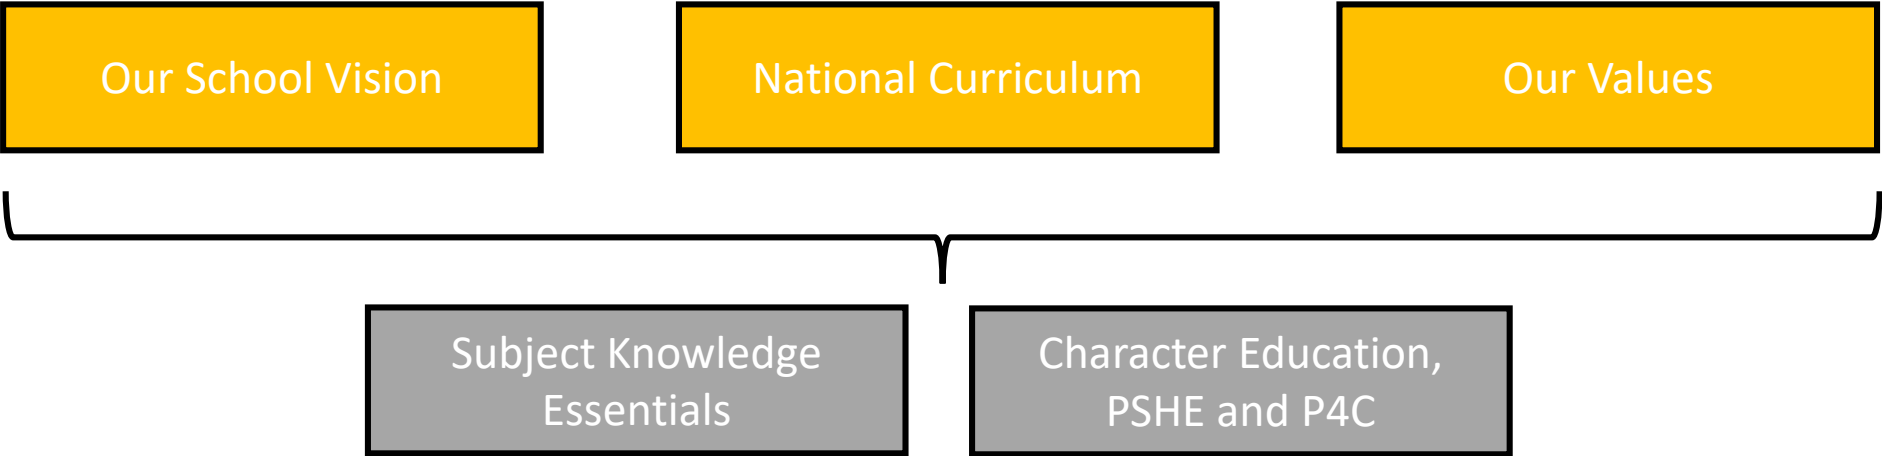 Our School Vision
National Curriculum
Our Values
Subject Knowledge
Essentials
Character Education,
PSHE and P4C